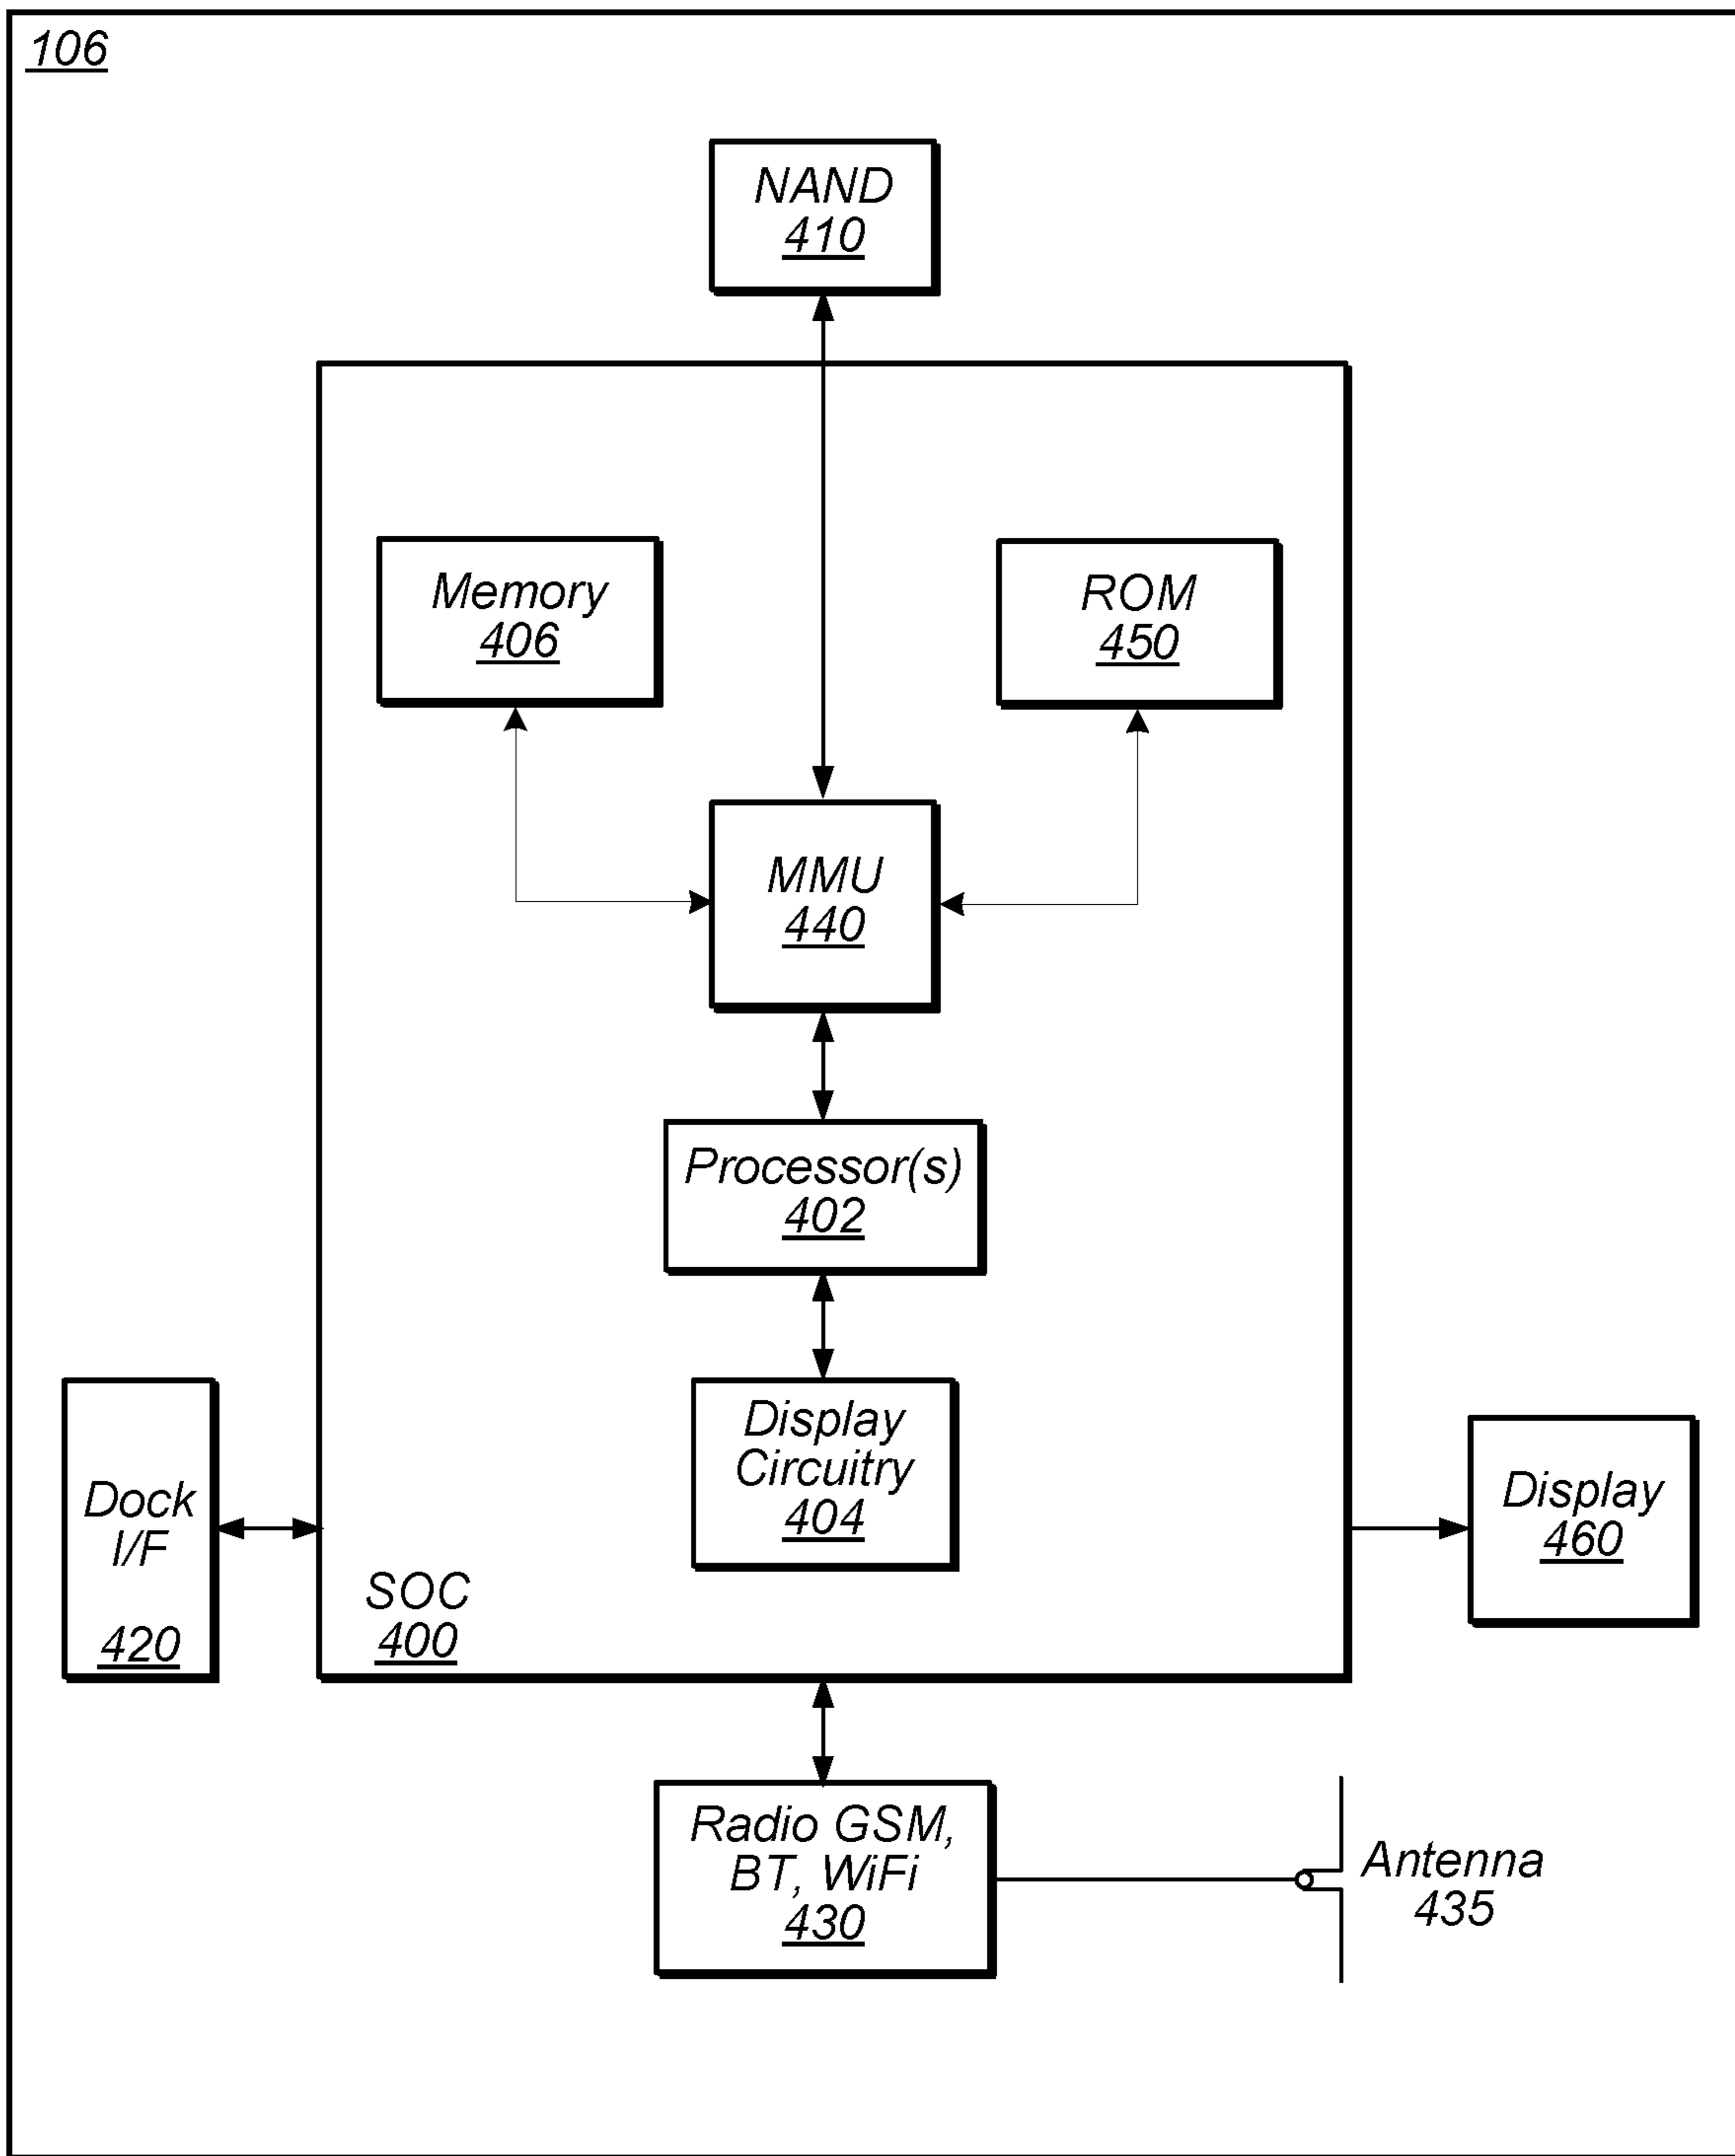 106
NAND
410
Memory
406
ROM
450
MMU
440
Processor(s)
402
Display
Circuitry
404
Dock
I/F
420
SOC
400
Display
460
Radio GSM,
BT, WiFi
430
Antenna
435